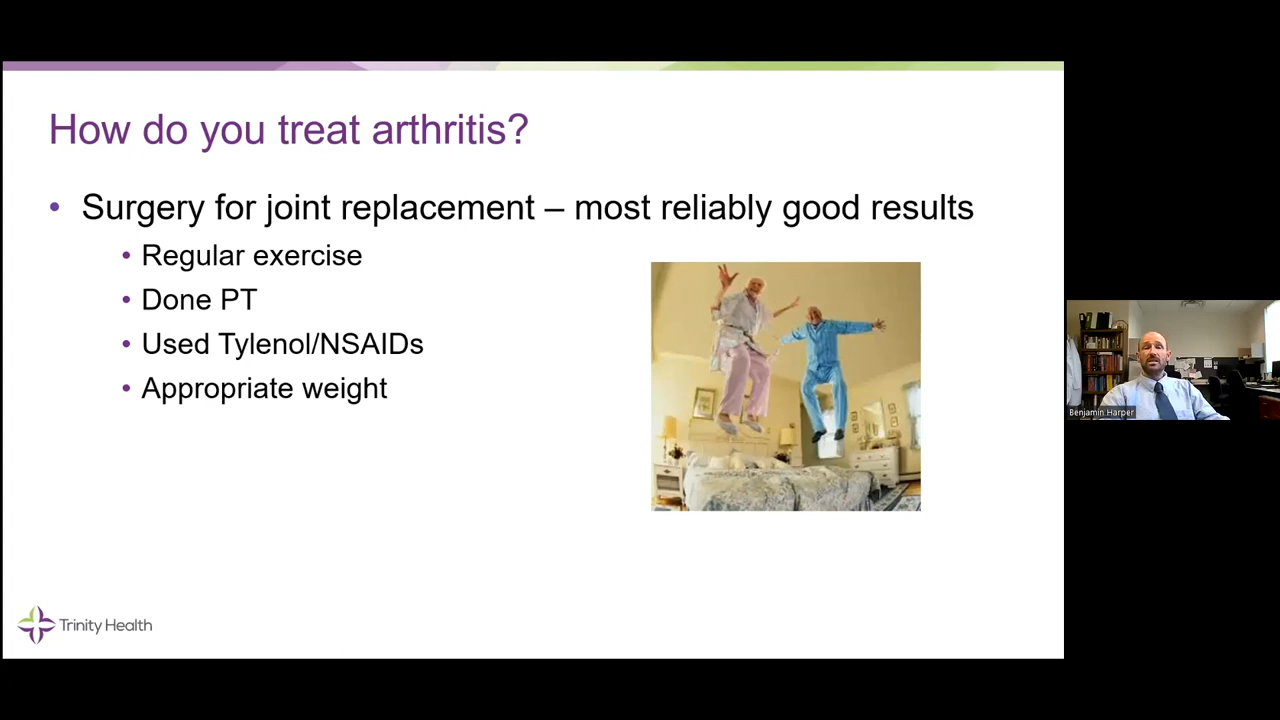 How do you treat arthritis?
• Surgery for joint replacement – most reliably good results
• Regular exercise
• Done PT
• Used Tylenol/NSAIDs
• Appropriate weight
Trinity Health
Benjamin Harper